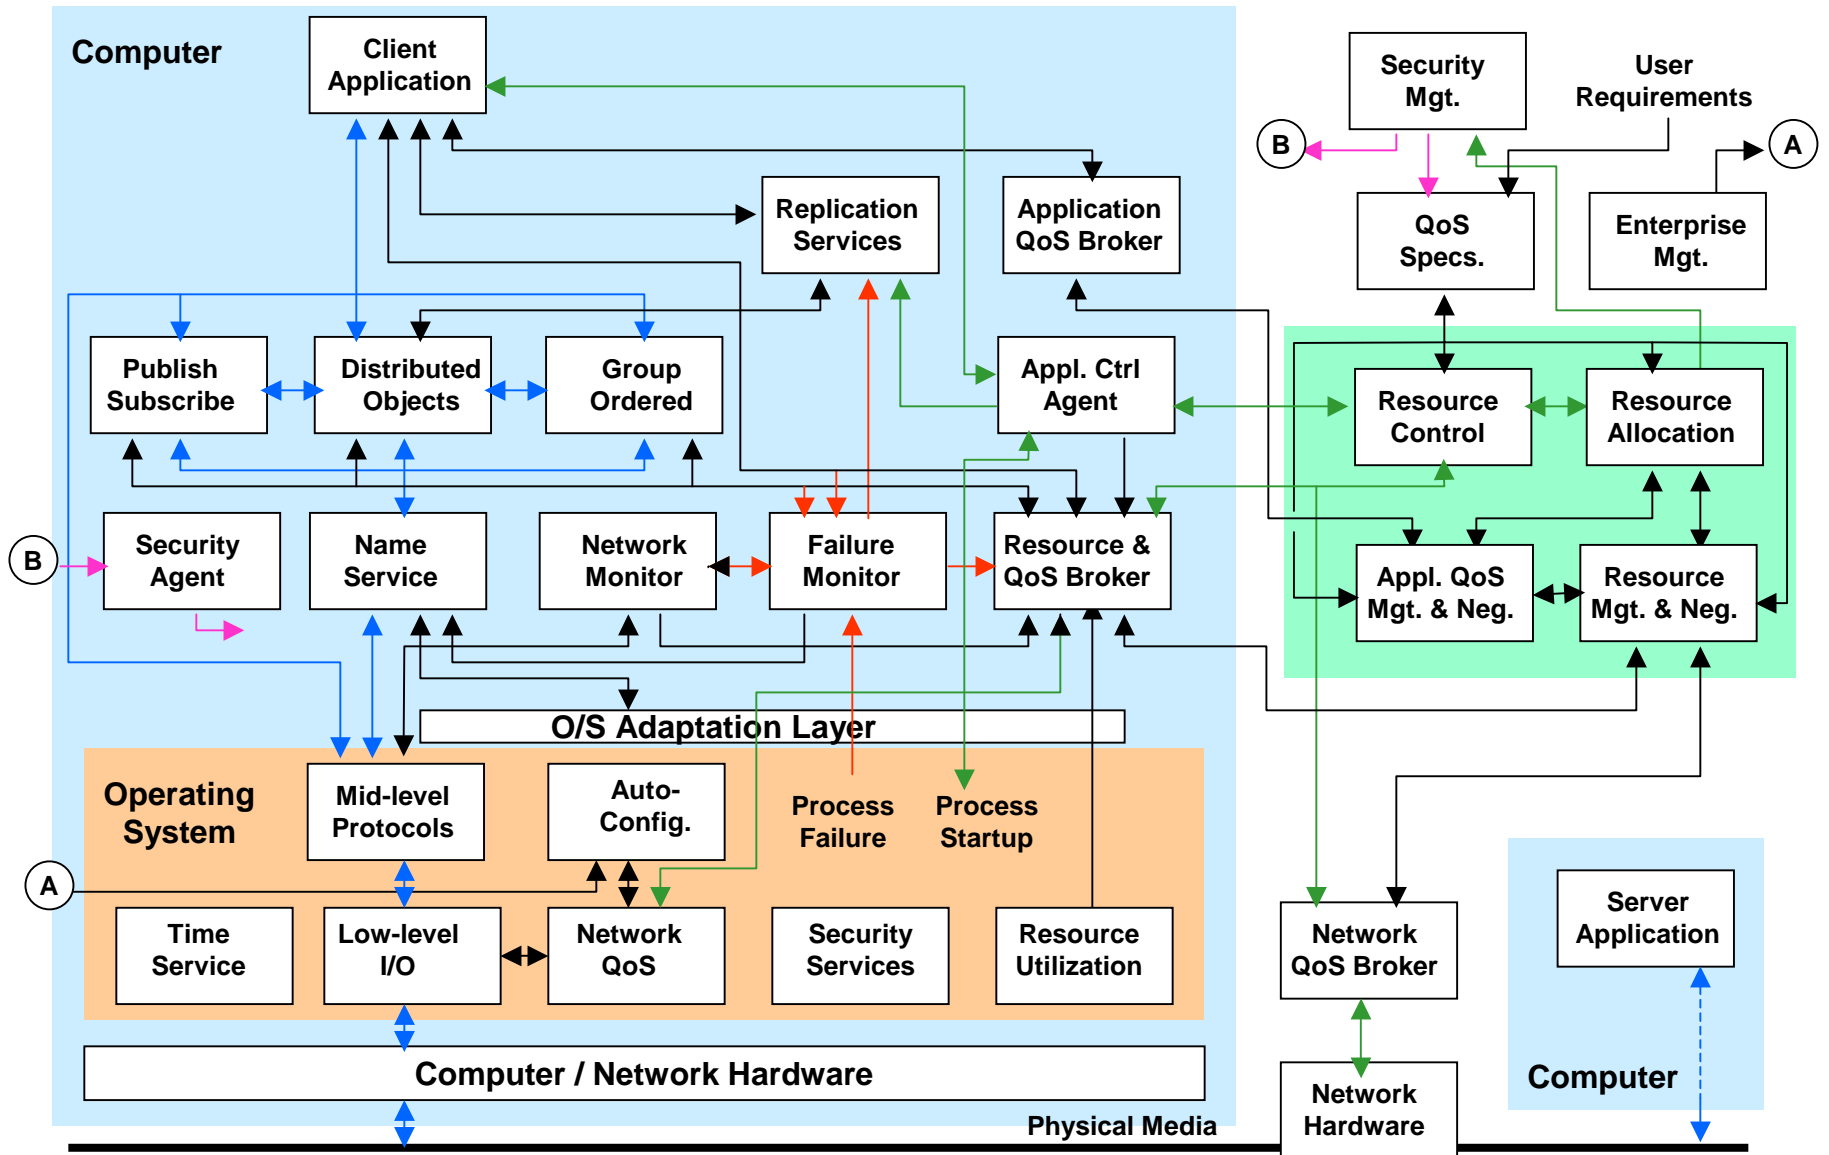 Computer
Client
Application
Security
Mgt.
User
Requirements
B
A
Replication
Services
Application
QoS Broker
QoS
Specs.
Enterprise
Mgt.
Publish
Subscribe
Distributed
Objects
Group
Ordered
Appl. Ctrl
Agent
Resource
Control
Resource
Allocation
B
Security
Agent
Name
Service
Network
Monitor
Failure
Monitor
Resource &
QoS Broker
Appl. QoS
Mgt. & Neg.
Resource
Mgt. & Neg.
O/S Adaptation Layer
Operating
System
Mid-level
Protocols
Auto-
Config.
Process
Failure
Process
Startup
A
Time
Service
Low-level
I/O
Network
QoS
Security
Services
Resource
Utilization
Network
QoS Broker
Server
Application
Computer / Network Hardware
Computer
Network
Hardware
Physical Media